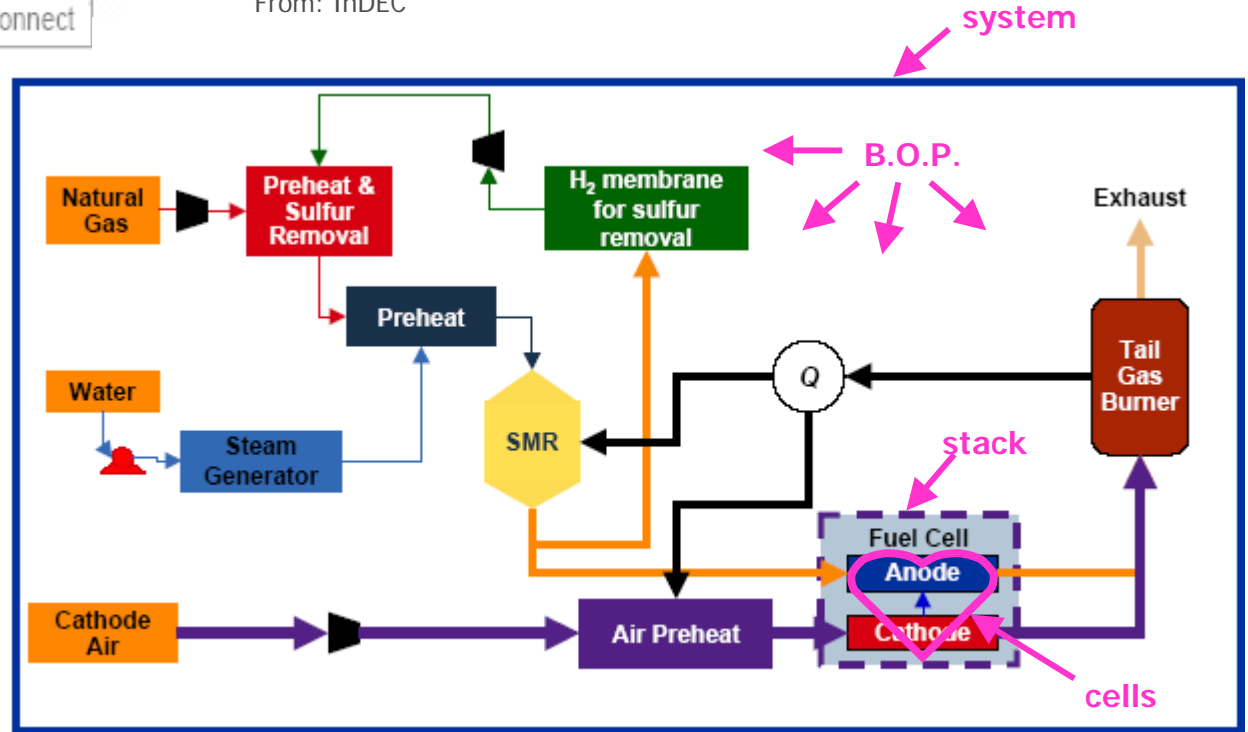 onnect
From: InDEC
system
B.O.P.
Natural
Gas
Preheat &
Sulfur
Removal
H₂ membrane
for sulfur
removal
Exhaust
Preheat
Tail
Gas
Burner
Q
Water
Steam
Generator
SMR
stack
Fuel Cell
Anode
Cathode
Cathode
Air
Air Preheat
cells